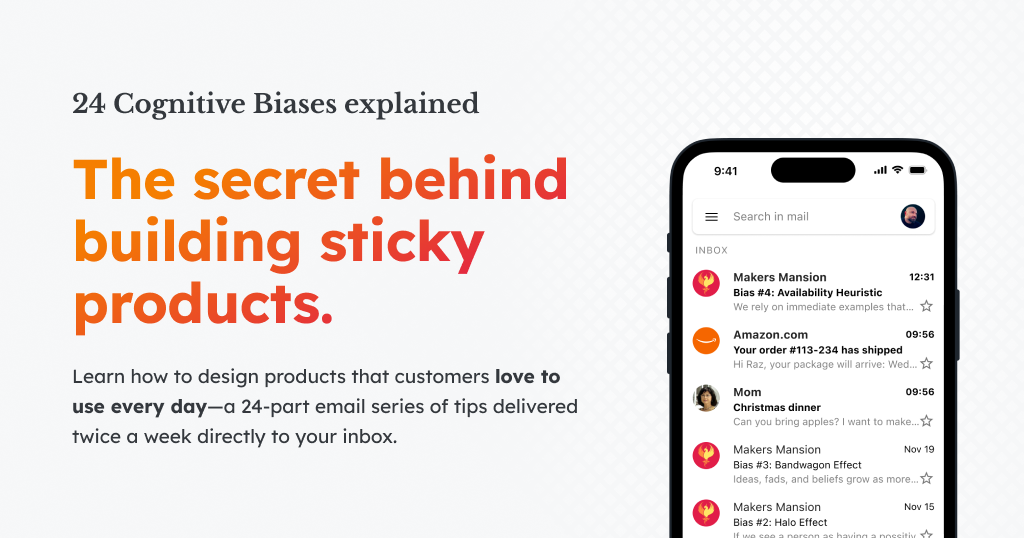 24 Cognitive Biases explained
The secret behind
building sticky
products.
Learn how to design products that customers love to
use every day—a 24-part email series of tips delivered
twice a week directly to your inbox.
9:41
Search in mail
INBOX
Makers Mansion 12:31
Bias #4: Availability Heuristic
We rely on immediate examples that...
Amazon.com 09:56
Your order #113-234 has shipped
Hi Raz, your package will arrive: Wed...
Mom 09:56
Christmas dinner
Can you bring apples? I want to make...
Makers Mansion Nov 19
Bias #3: Bandwagon Effect
Ideas, fads, and beliefs grow as more...
Makers Mansion Nov 15
Bias #2: Halo Effect
If we see a person as having a possitiv